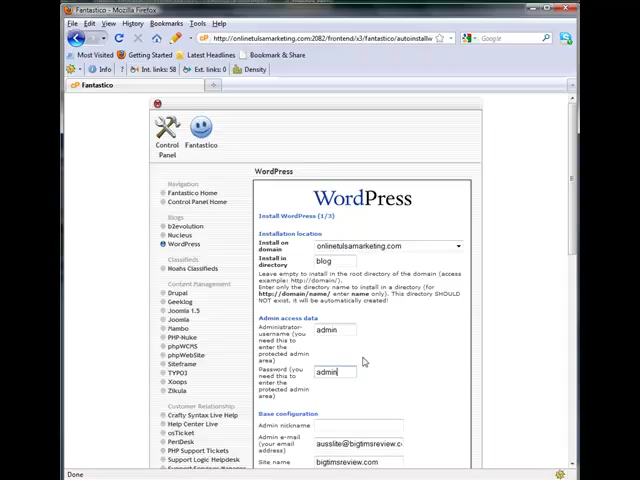 Fantastico - Mozilla Firefox
File Edit View History Bookmarks Tools Help
http://onlinetulsamarketing.com:2082/frontend/x3/fantastico/autoinstallw
Google
Most Visited Getting Started Latest Headlines Bookmark & Share
Info ? Int. links: 58 Ext. links: 0 Density
Fantastico
Control Panel
Fantastico
WordPress
Navigation
Fantastico Home
Control Panel Home
Blogs
b2evolution
Nucleus
WordPress
Classifieds
Noahs Classifieds
Content Management
Drupal
Geeklog
Joomla 1.5
Joomla
Mambo
PHP-Nuke
phpWCMS
phpWebSite
Siteframe
TYPO3
Xoops
Zikula
Customer Relationship
Crafty Syntax Live Help
Help Center Live
osTicket
PerlDesk
PHP Support Tickets
Support Logic Helpdesk
Support Services Manager
WordPress
Install WordPress (1/3)
Installation location
Install on domain
onlinetulsamarketing.com
Install in directory
blog
Leave empty to install in the root directory of the domain (access
example: http://domain/).
Enter only the directory name to install in a directory (for
http://domain/name/ enter name only). This directory SHOULD
NOT exist, it will be automatically created!
Admin access data
Administrator-
username (you
need this to
enter the
protected admin
area)
admin
Password (you
need this to
enter the
protected admin
area)
admin
Base configuration
Admin nickname
Admin e-mail
(your email
address)
ausslite@bigtimsreview.c
Site name
bigtimsreview.com
Done